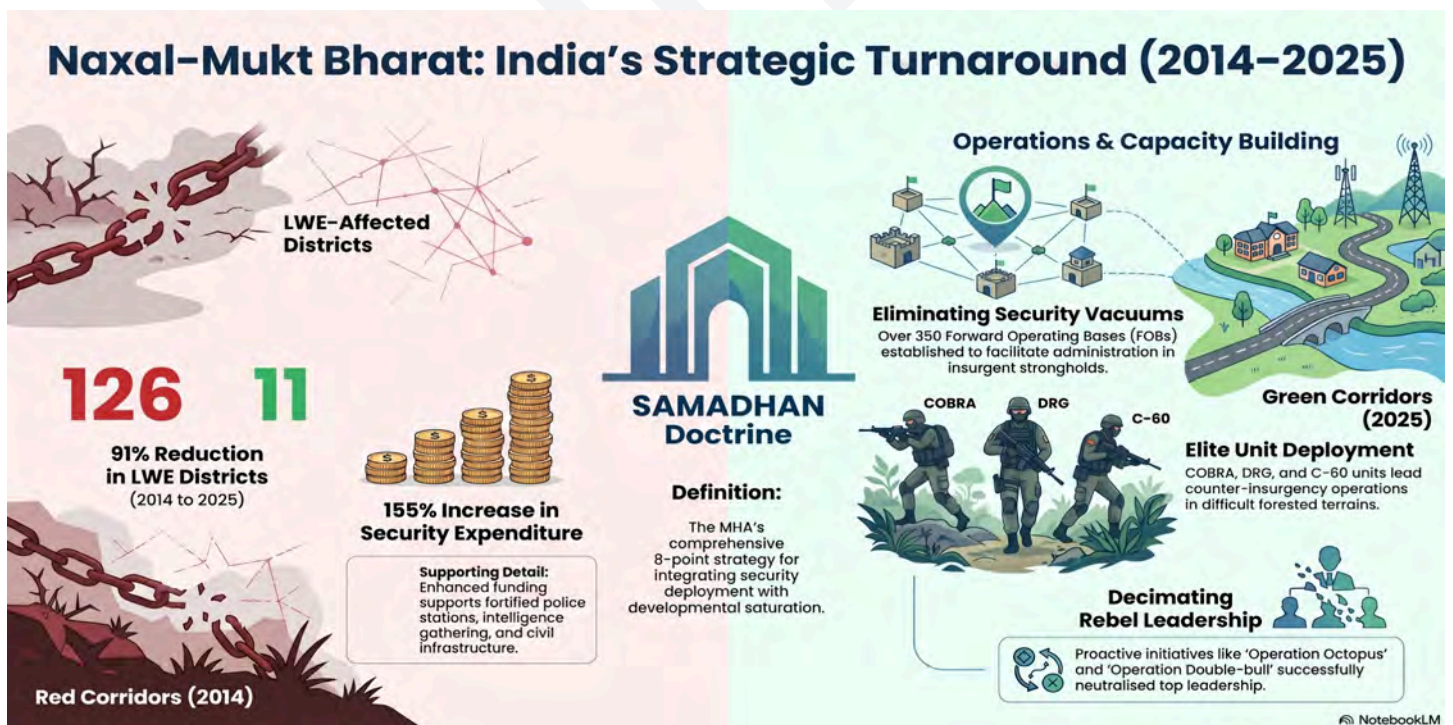 Naxal-Mukt Bharat: India's Strategic Turnaround (2014–2025)
LWE-Affected
Districts
126
11
91% Reduction
in LWE Districts
(2014 to 2025)
155% Increase in
Security Expenditure
Supporting Detail:
Enhanced funding
supports fortified police
stations, intelligence
gathering, and civil
infrastructure.
Red Corridors (2014)
SAMADHAN
Doctrine
Definition:
The MHA's
comprehensive
8-point strategy for
integrating security
deployment with
developmental saturation.
Operations & Capacity Building
Eliminating Security Vacuums
Over 350 Forward Operating Bases (FOBs)
established to facilitate administration in
insurgent strongholds.
Green Corridors
(2025)
COBRA
DRG
C-60
Elite Unit Deployment
COBRA, DRG, and C-60 units lead
counter-insurgency operations
in difficult forested terrains.
Decimating
Rebel Leadership
Proactive initiatives like 'Operation Octopus'
and 'Operation Double-bull' successfully
neutralised top leadership.
NotebookLM